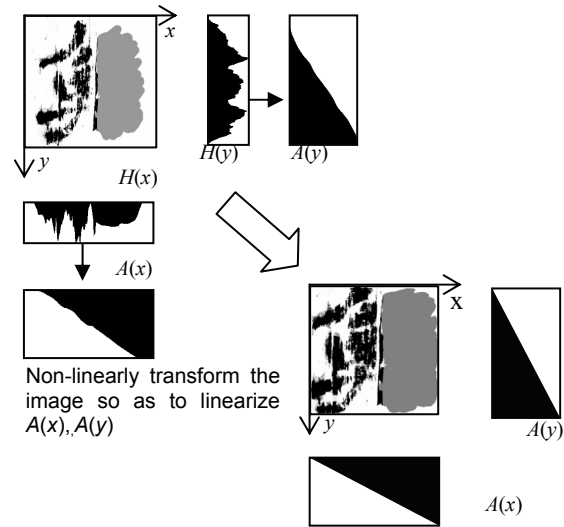 x
H(y)
A(y)
y
H(x)
A(x)
Non-linearly transform the
image so as to linearize
A(x),,A(y)
x
A(y)
y
A(x)